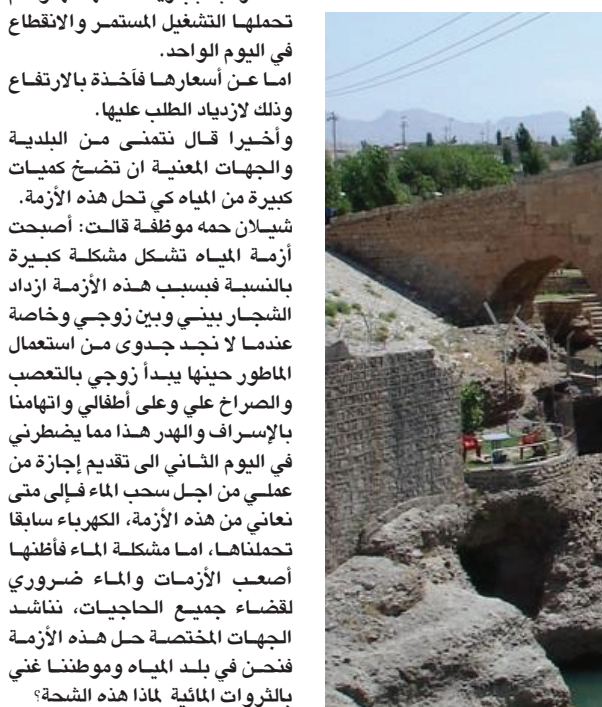 تحملها التشغيل المستمر والانقطاع
في اليوم الواحد.
اما عن أسعارها فآخذة بالارتفاع
وذلك لازدياد الطلب عليها.
وأخيرا قال نتمنى من البلدية
والجهات المعنية ان تضخ كميات
كبيرة من المياه كي تحل هذه الأزمة.
شيلان حمه موظفة قالت: أصبحت
أزمة المياه تشكل مشكلة كبيرة
بالنسبة فبسبب هذه الأزمة ازداد
الشجار بيني وبين زوجي وخاصة
عندما لا نجد جدوى من استعمال
الماطور حينها يبدأ زوجي بالتعصب
والصراخ علي وعلى أطفالي واتهامنا
بالإسراف والهدر هذا مما يضطرني
في اليوم الثاني الى تقديم إجازة من
عملي من اجل سحب الماء فإلى متى
نعاني من هذه الأزمة، الكهرباء سابقا
تحملناها، اما مشكلة الماء فأظنها
أصعب الأزمات والماء ضروري
لقضاء جميع الحاجيات، نناشد
الجهات المختصة حل هذه الأزمة
فنحن في بلد المياه وموطننا غني
بالثروات المائية لماذا هذه الشحة؟